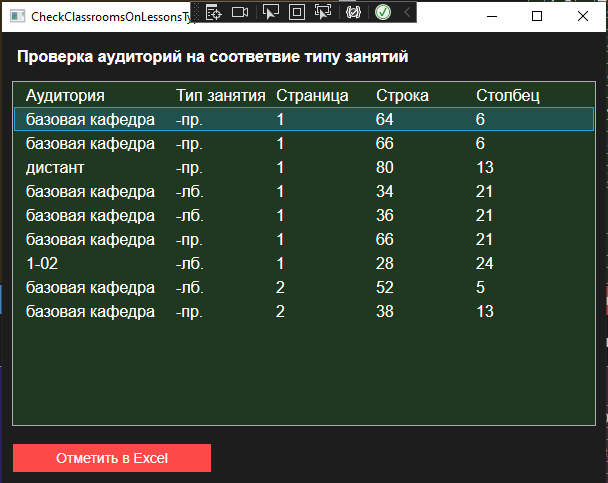 CheckClassroomsOnLessonsTy
Проверка аудиторий на соответвие типу занятий
Аудитория Тип занятия Страница Строка Столбец
базовая кафедра -пр. 1 64 6
базовая кафедра -пр. 1 66 6
дистант -пр. 1 80 13
базовая кафедра -лб. 1 34 21
базовая кафедра -лб. 1 36 21
базовая кафедра -пр. 1 66 21
1-02 -лб. 1 28 24
базовая кафедра -лб. 2 52 5
базовая кафедра -пр. 2 38 13
Отметить в Excel